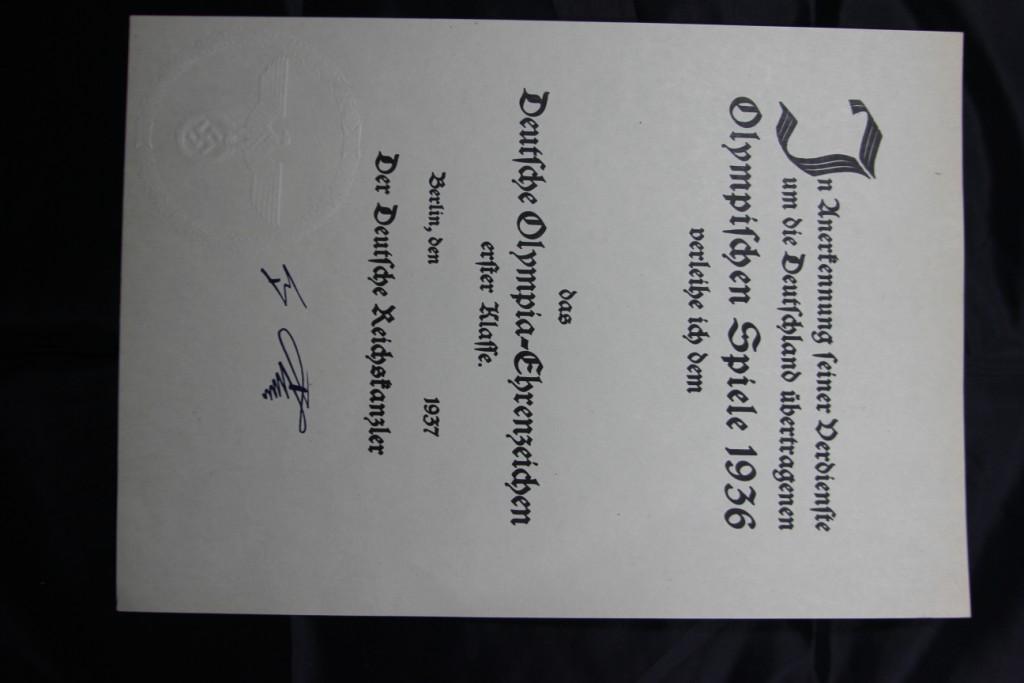 In Anerkennung seiner Verdienste
um die Deutschland übertragenen
Olympischen Spiele 1936
verleihe ich dem
das
Deutsche Olympia-Ehrenzeichen
erster Klasse.
Berlin, den 1937
Der Deutsche Reichskanzler